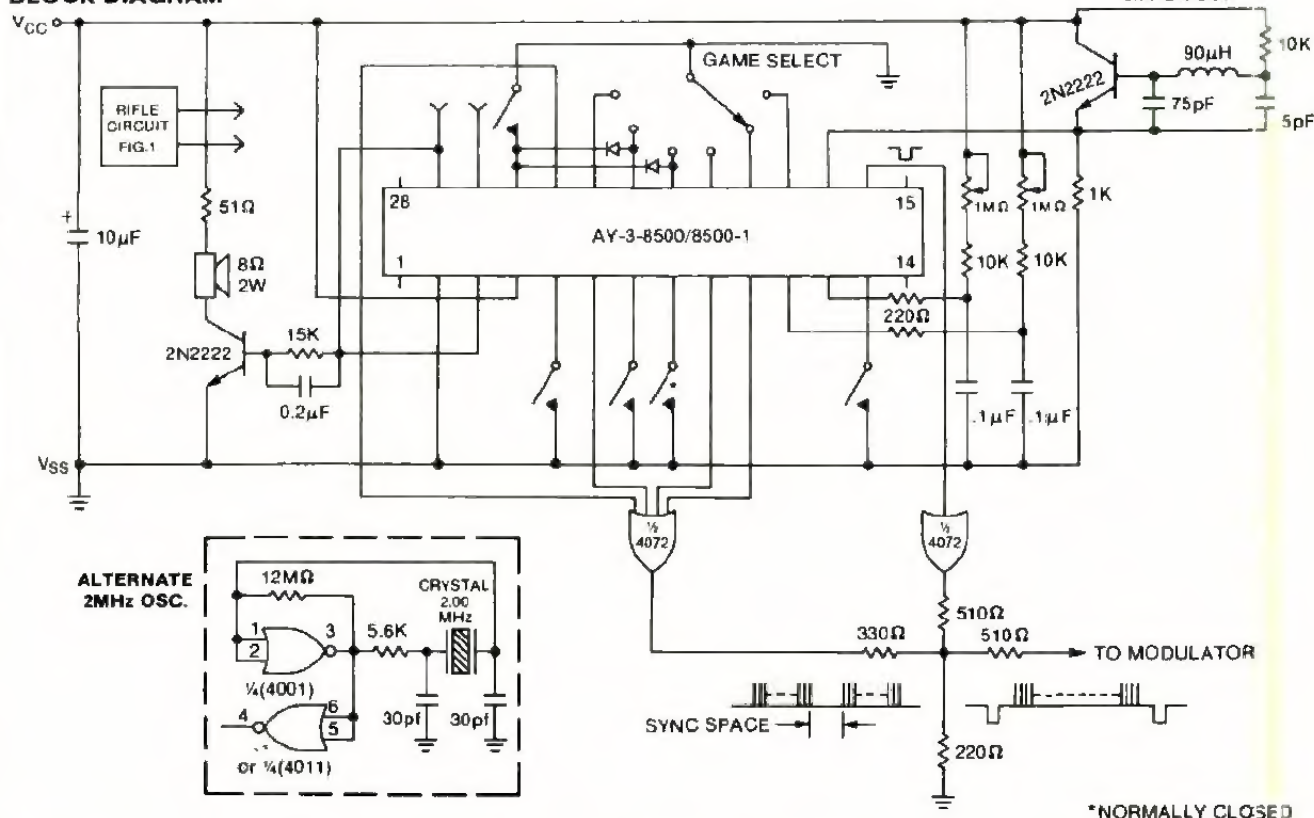 BLOCK DIAGRAM
VCC
GAME SELECT
90μH
10K
2N2222
75pF
5pF
RIFLE
CIRCUIT
FIG.1
51Ω
28
15
1MΩ
1MΩ
1K
+
10μF
AY-3-8500/8500-1
8Ω
2W
1
14
10K
10K
220Ω
15K
2N2222
0.2μF
*
.1μF
.1μF
VSS
½
4072
½
4072
ALTERNATE
2MHz OSC.
12MΩ
CRYSTAL
2.00
MHz
1
2
3
5.6K
¼(4001)
4
6
5
30pf
30pf
or ¼(4011)
510Ω
330Ω
510Ω
TO MODULATOR
SYNC SPACE
220Ω
*NORMALLY CLOSED